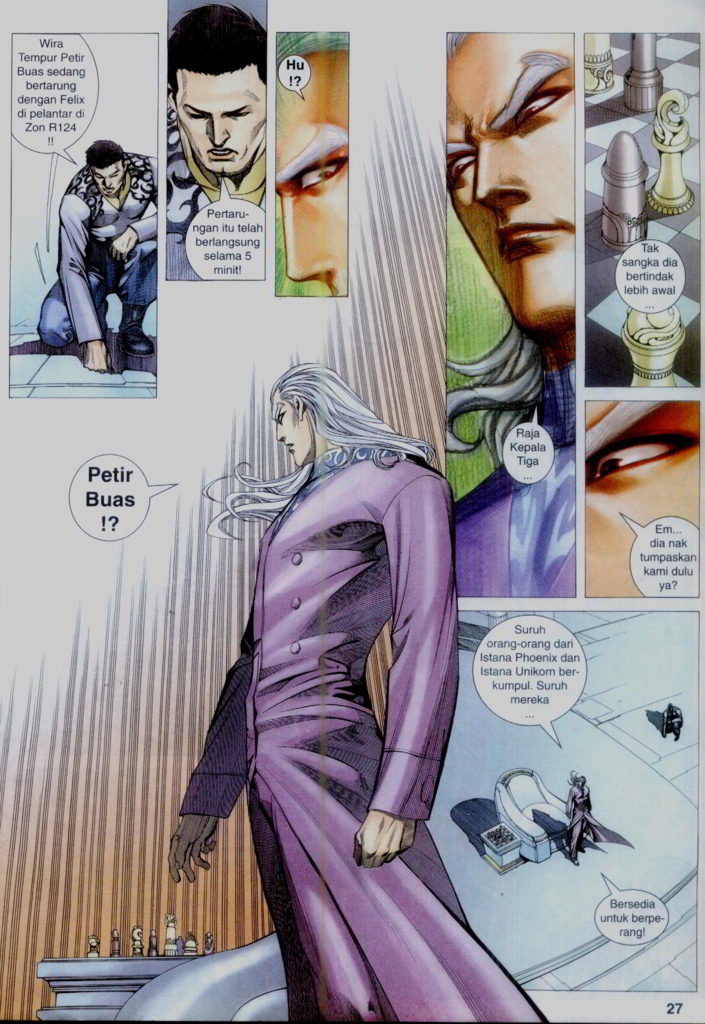 Wira
Tempur Petir
Buas sedang
bertarung
dengan Felix
di pelantar di
Zon R124
!!
Pertaru-
ngan itu telah
berlangsung
selama 5
minit!
Hu
!?
Petir
Buas
!?
Raja
Kepala
Tiga
...
Tak
sangka dia
bertindak
lebih awal
...
Em...
dia nak
tumpaskan
kami dulu
ya?
Suruh
orang-orang dari
Istana Phoenix dan
Istana Unikorn ber-
kumpul. Suruh
mereka
...
Bersedia
untuk berpe-
rang!
27